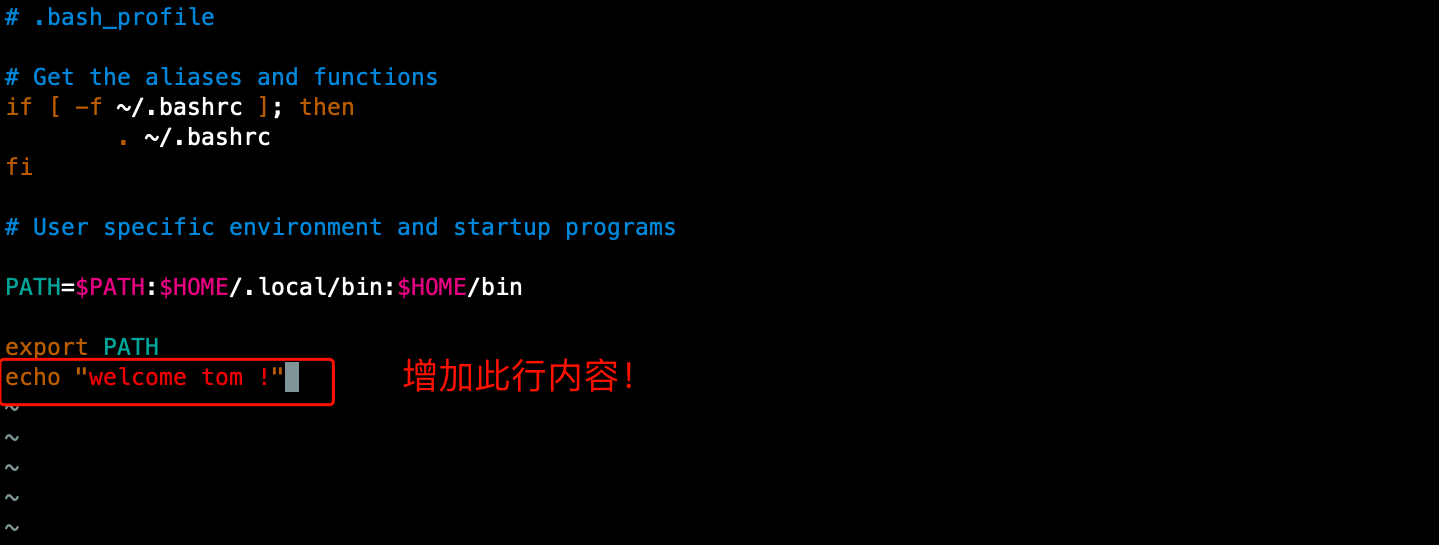 # .bash_profile
# Get the aliases and functions
if [ -f ~/.bashrc ]; then
        . ~/.bashrc
fi
# User specific environment and startup programs
PATH=$PATH:$HOME/.local/bin:$HOME/bin
export PATH
echo "welcome tom !" 增加此行内容！
~
~
~
~
~